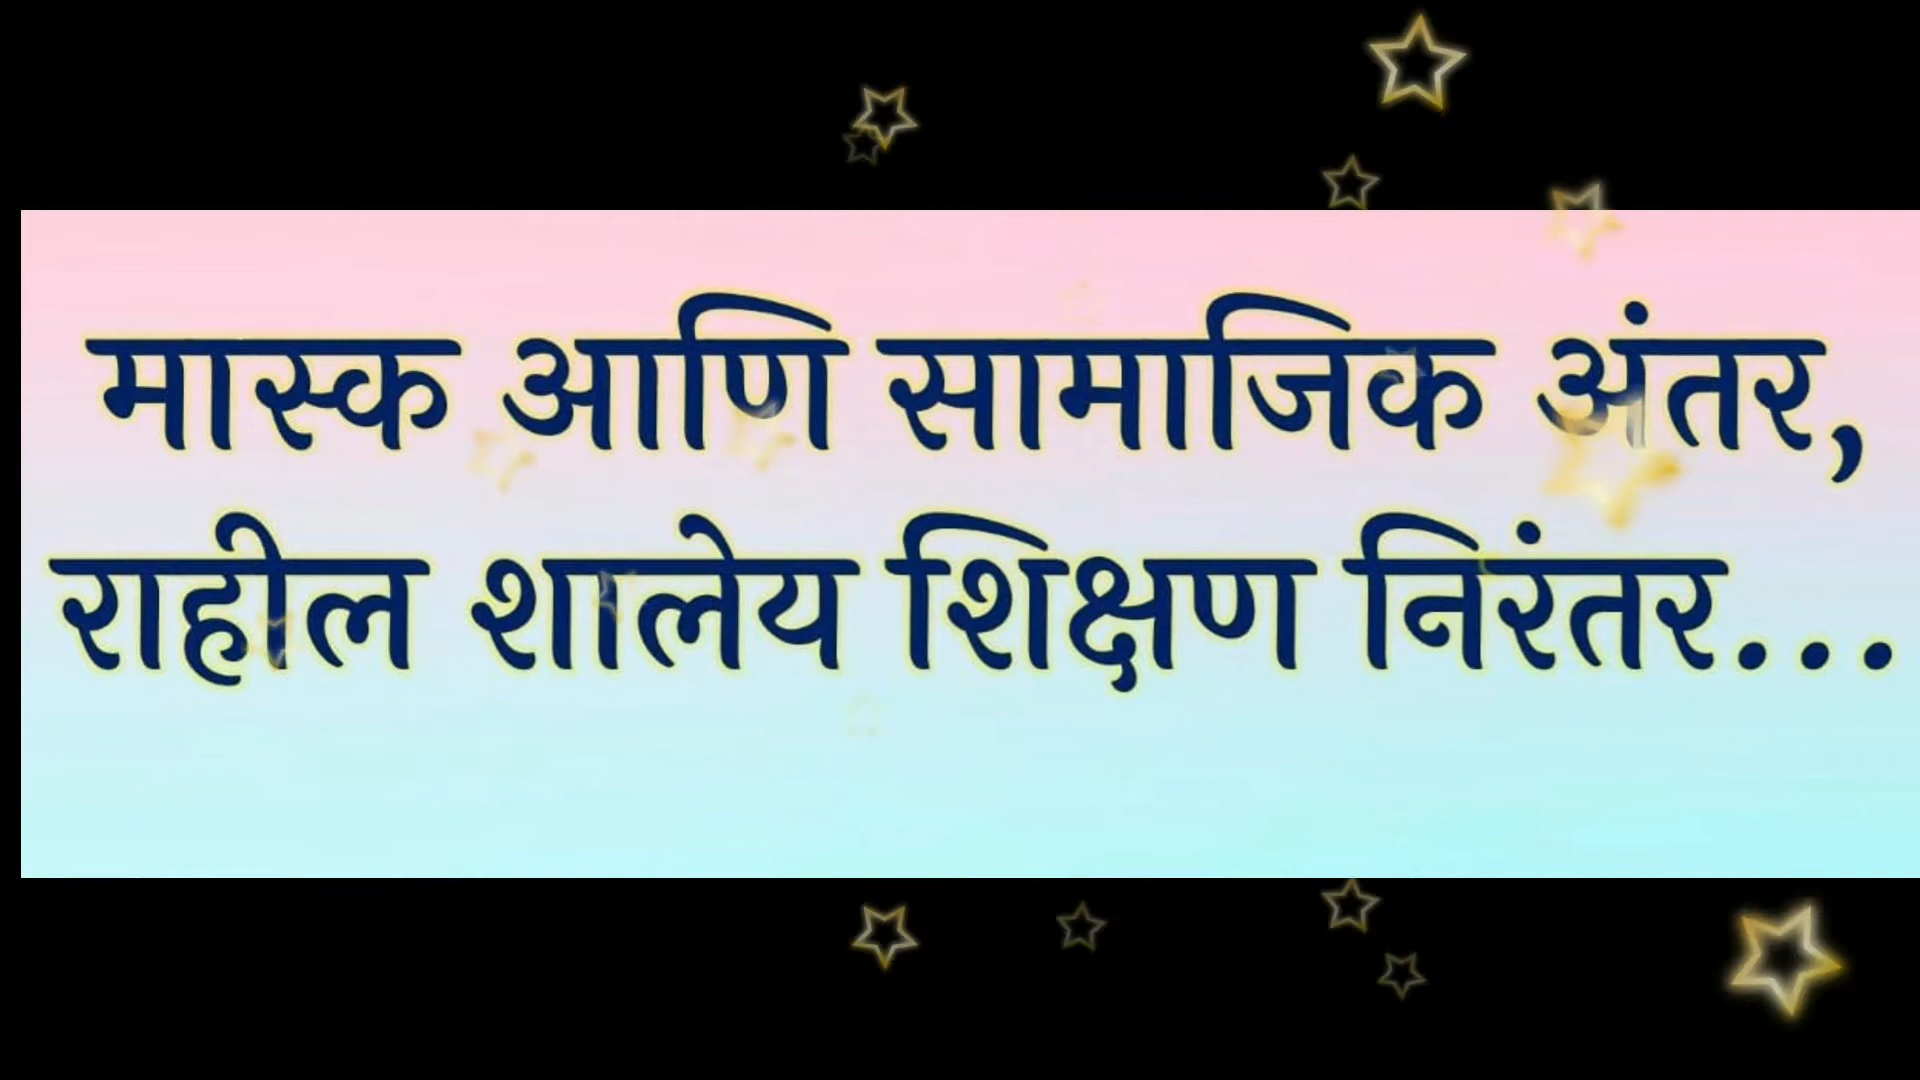 मास्क आणि सामाजिक अंतर,
राहील शालेय शिक्षण निरंतर...